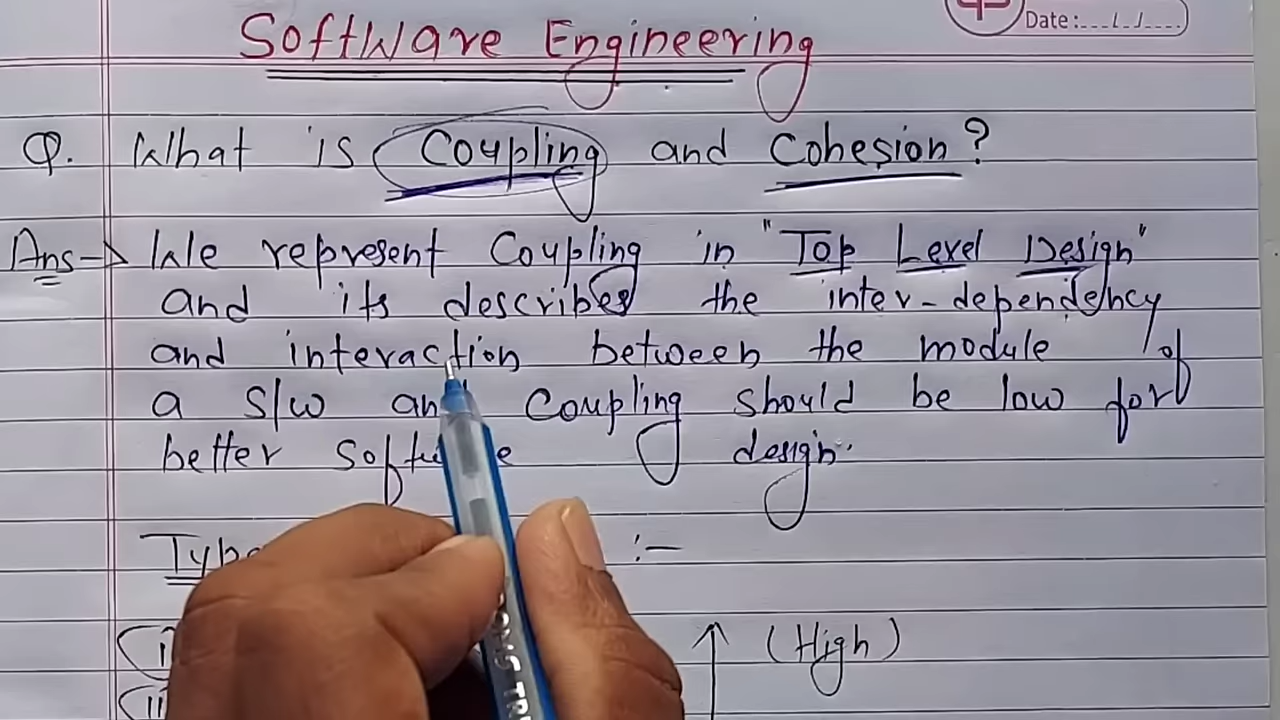 Software Engineering
Date:
Q. What is Coupling and Cohesion?
Ans→ We represent Coupling in "Top Level Design"
and its describes the inter-dependency
and interaction between the module of
a S/W and Coupling should be low for
better design.
:-
(i
(High)
(ii